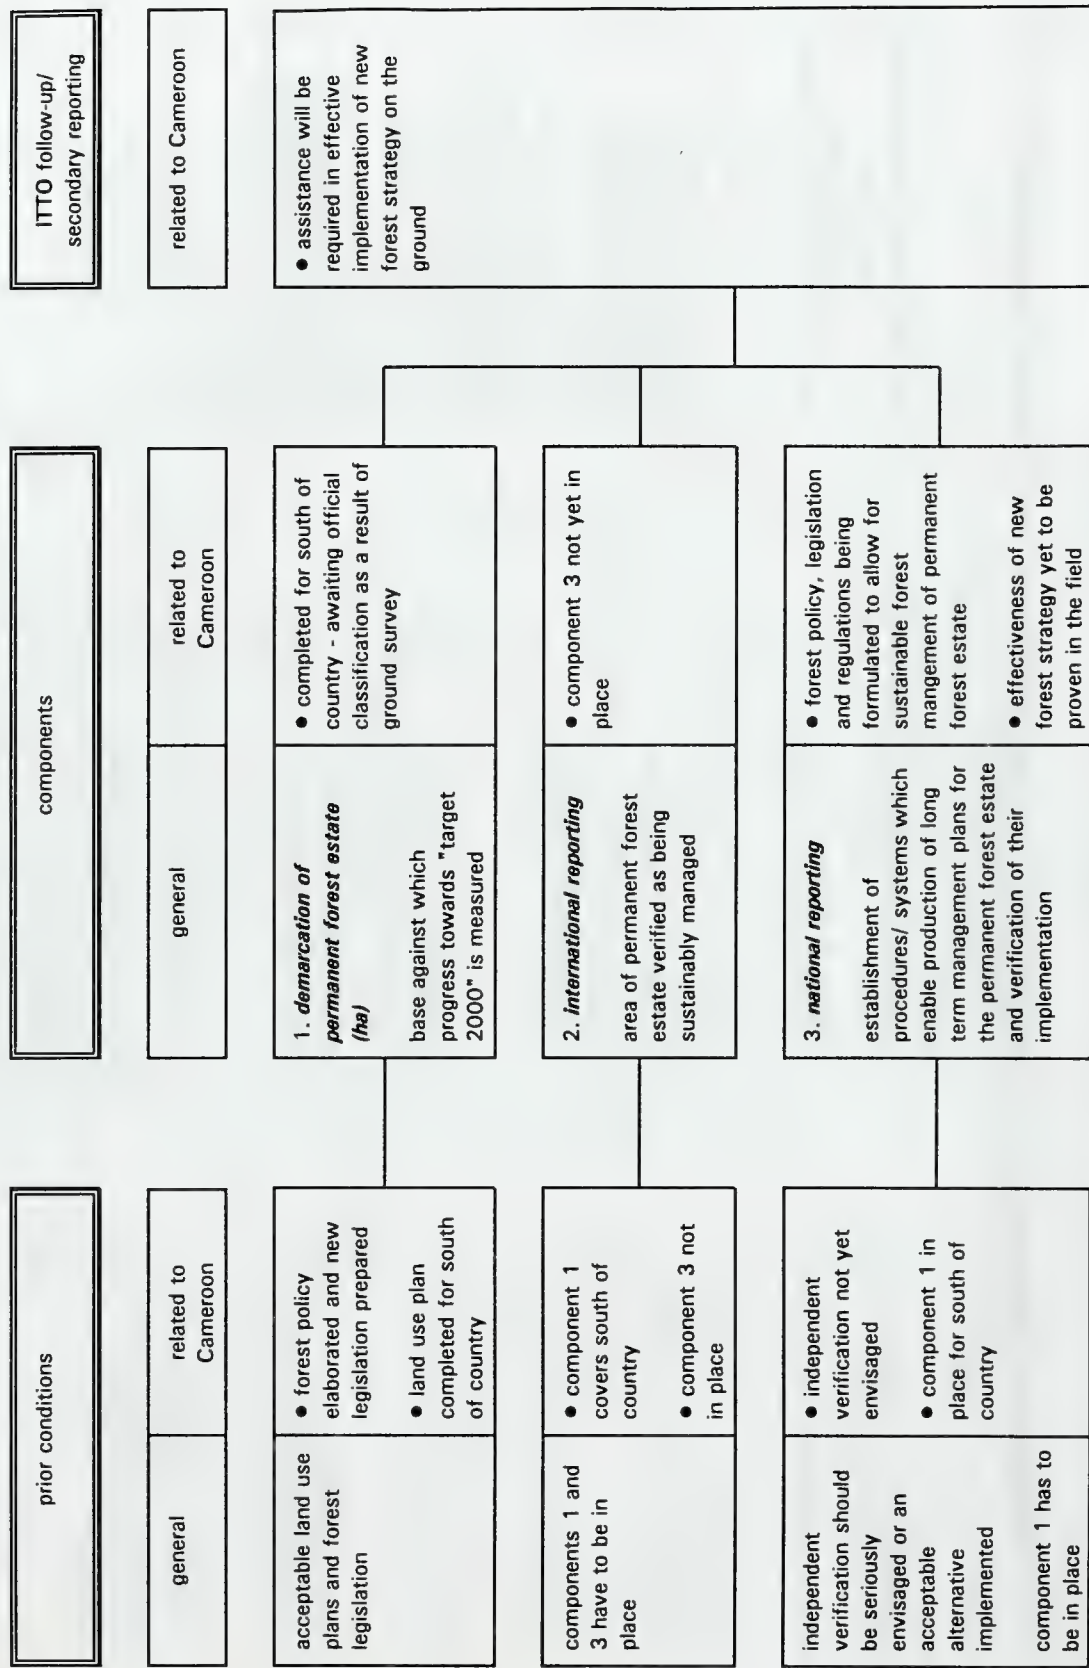 prior conditions
components
ITTO follow-up/
secondary reporting
general
related to
Cameroon
general
related to
Cameroon
related to Cameroon
acceptable land use
plans and forest
legislation
● forest policy
elaborated and new
legislation prepared
● land use plan
completed for south
of country
1. demarcation of
permanent forest estate
(ha)
base against which
progress towards "target
2000" is measured
● completed for south of
country - awaiting official
classification as a result of
ground survey
● assistance will be
required in effective
implementation of new
forest strategy on the
ground
components 1 and
3 have to be in
place
● component 1
covers south of
country
● component 3 not
in place
2. international reporting
area of permanent forest
estate verified as being
sustainably managed
● component 3 not yet in
place
independent
verification should
be seriously
envisaged or an
acceptable
alternative
implemented
component 1 has to
be in place
● independent
verification not yet
envisaged
● component 1 in
place for south of
country
3. national reporting
establishment of
procedures/ systems which
enable production of long
term management plans for
the permanent forest estate
and verification of their
implementation
● forest policy, legislation
and regulations being
formulated to allow for
sustainable forest
mangement of permanent
forest estate
● effectiveness of new
forest strategy yet to be
proven in the field